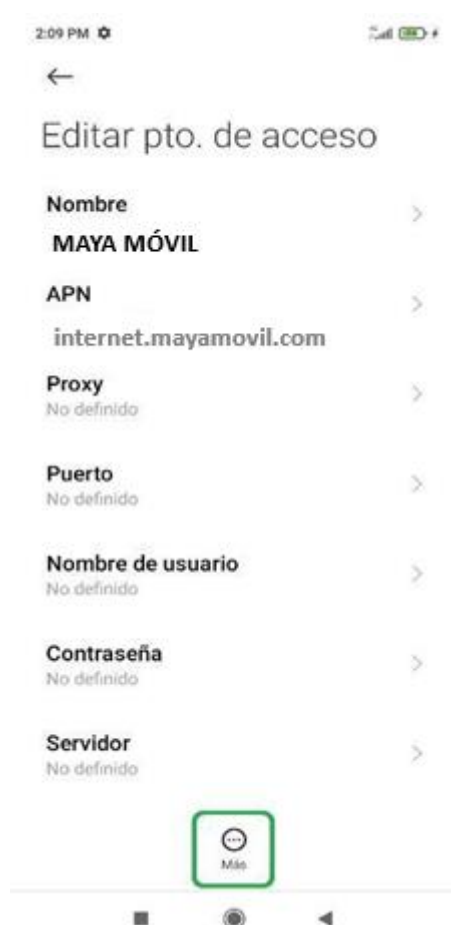 2:09 PM
Editar pto. de acceso
Nombre
MAYA MÓVIL
APN
internet.mayamovil.com
Proxy
No definido
Puerto
No definido
Nombre de usuario
No definido
Contraseña
No definido
Servidor
No definido
Más